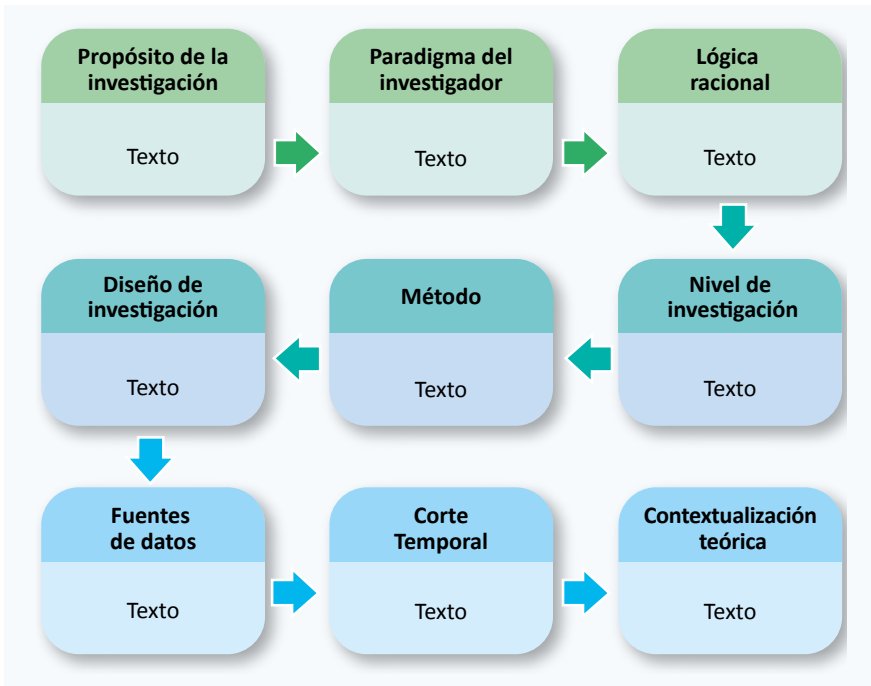 Propósito de la
investigación
Texto
Paradigma del
investigador
Texto
Lógica
racional
Texto
Nivel de
investigación
Texto
Método
Texto
Diseño de
investigación
Texto
Fuentes
de datos
Texto
Corte
Temporal
Texto
Contextualización
teórica
Texto